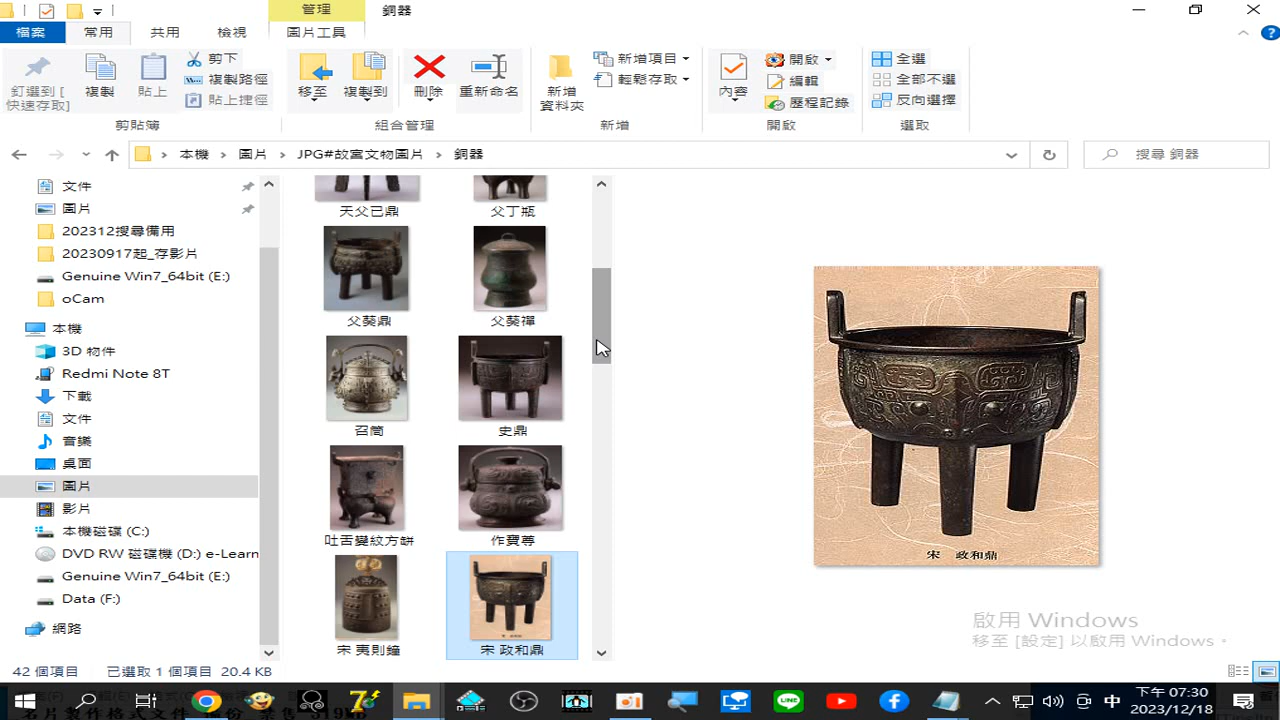 管理
銅器
檔案
常用
共用
檢視
圖片工具
釘選到 [
快速存取]
複製
貼上
剪下
複製路徑
貼上捷徑
剪貼簿
移至
複製到
刪除
重新命名
組合管理
新增
資料夾
新增項目
輕鬆存取
新增
內容
開啟
編輯
歷程記錄
開啟
全選
全部不選
反向選擇
選取
本機 › 圖片 › JPG#故宮文物圖片 › 銅器
搜尋 銅器
文件
圖片
202312搜尋備用
20230917起_存影片
Genuine Win7_64bit (E:)
oCam
本機
3D 物件
Redmi Note 8T
下載
文件
音樂
桌面
圖片
影片
本機磁碟 (C:)
DVD RW 磁碟機 (D:) e-Learn
Genuine Win7_64bit (E:)
Data (F:)
網路
天父已鼎
父丁瓶
父葵鼎
父葵禪
召筒
史鼎
吐舌變紋方餅
作寶尊
宋 夷則鐘
宋 政和鼎
宋 政和鼎
啟用 Windows
移至 [設定] 以啟用 Windows。
42 個項目
已選取 1 個項目 20.4 KB
LINE
中
下午 07:30
2023/12/18